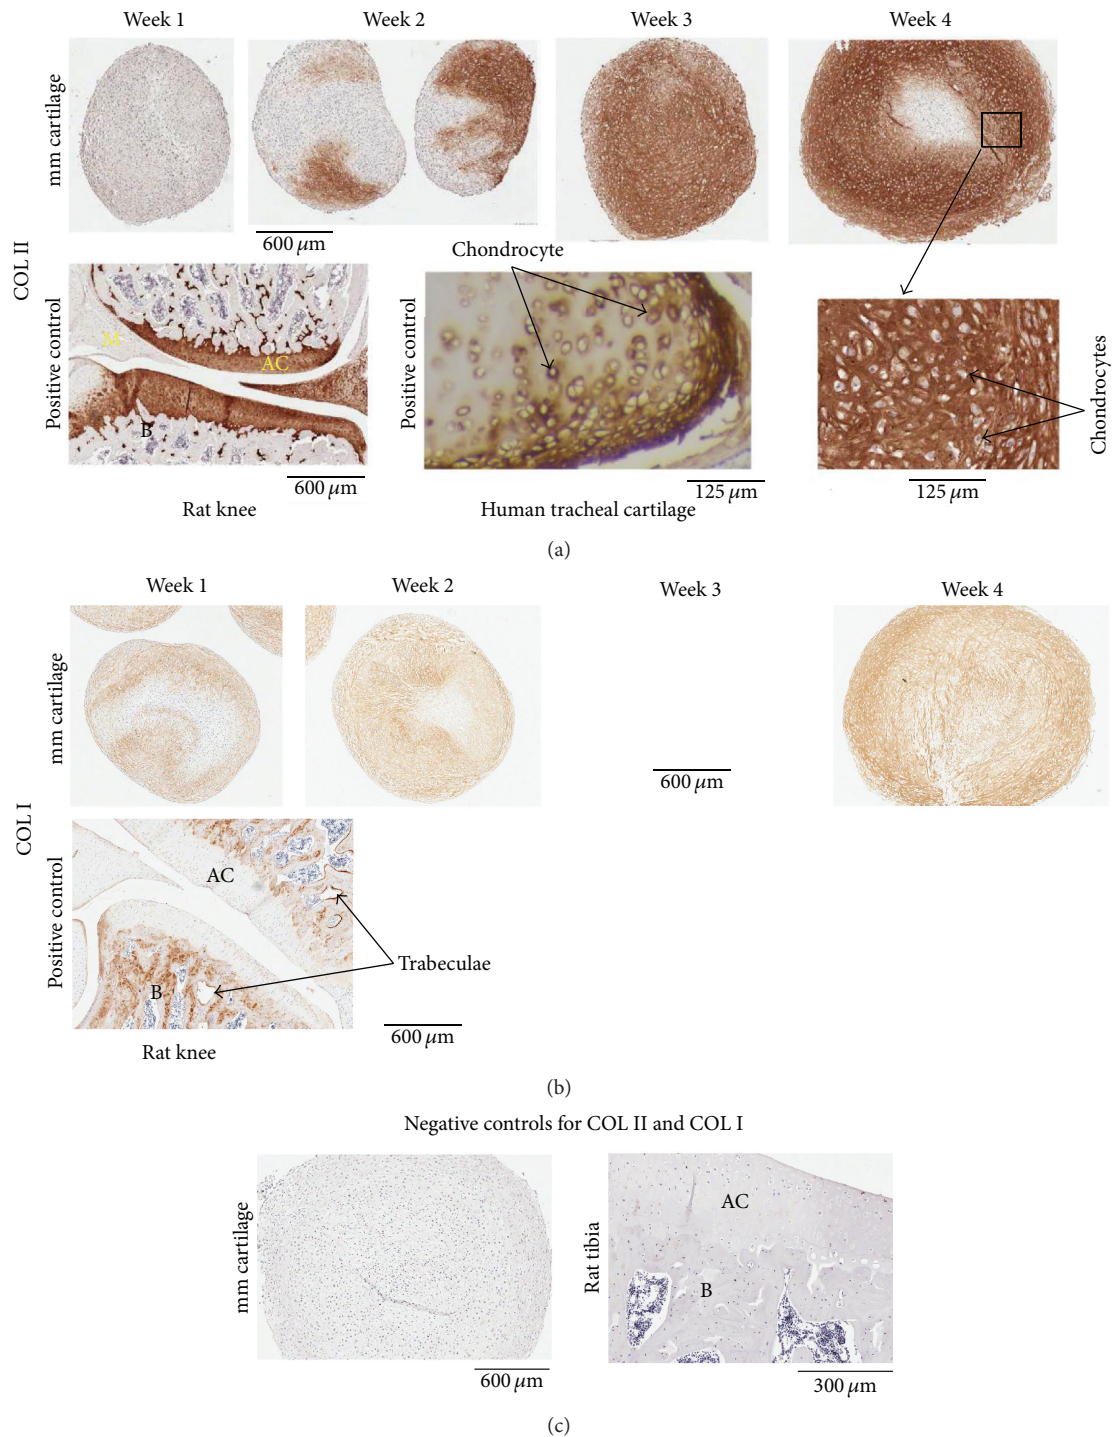 Week 1
Week 2
Week 3
Week 4
mm cartilage
COL II
600 μm
Chondrocyte
Positive control
M
AC
B
600 μm
Rat knee
Positive control
125 μm
Human tracheal cartilage
Chondrocytes
125 μm
(a)
Week 1
Week 2
Week 3
Week 4
mm cartilage
COL I
600 μm
Positive control
AC
B
Trabeculae
600 μm
Rat knee
(b)
Negative controls for COL II and COL I
mm cartilage
600 μm
Rat tibia
AC
B
300 μm
(c)